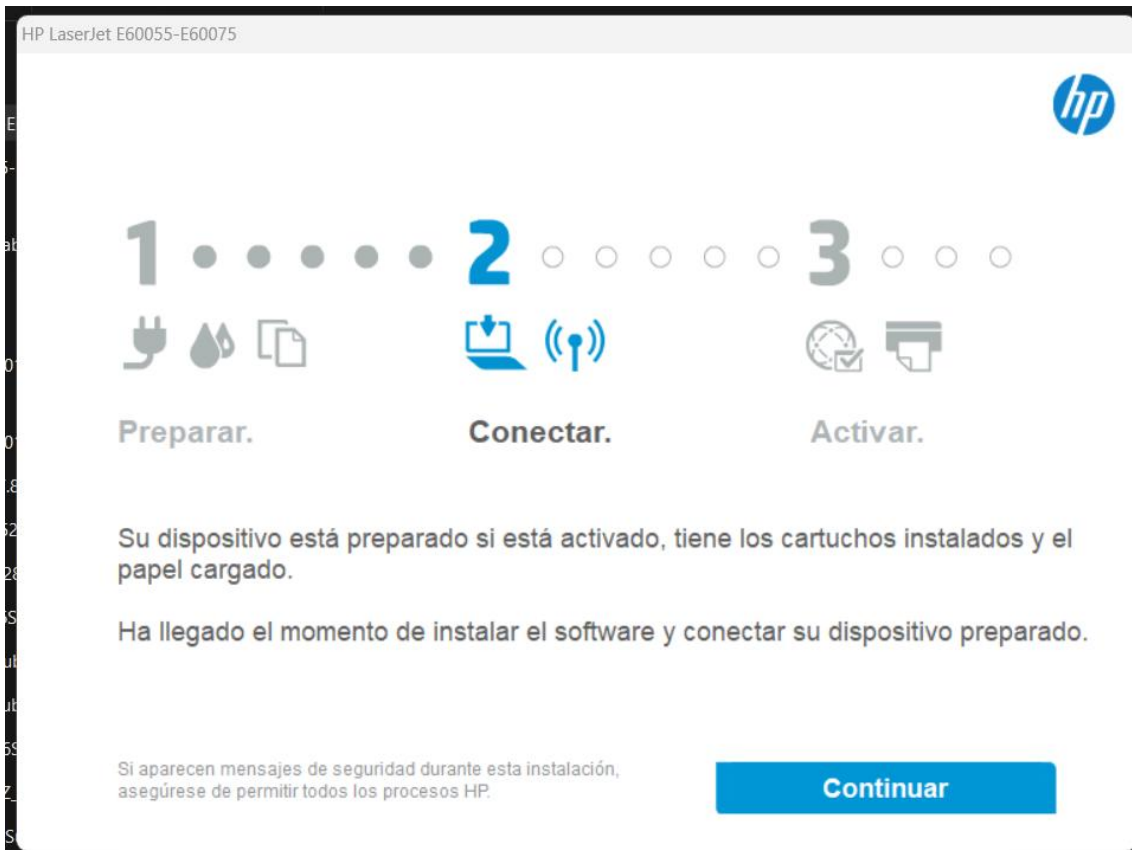 HP LaserJet E60055-E60075
hp
1 2 3
Preparar. Conectar. Activar.
Su dispositivo está preparado si está activado, tiene los cartuchos instalados y el
papel cargado.
Ha llegado el momento de instalar el software y conectar su dispositivo preparado.
Si aparecen mensajes de seguridad durante esta instalación,
asegúrese de permitir todos los procesos HP.
Continuar